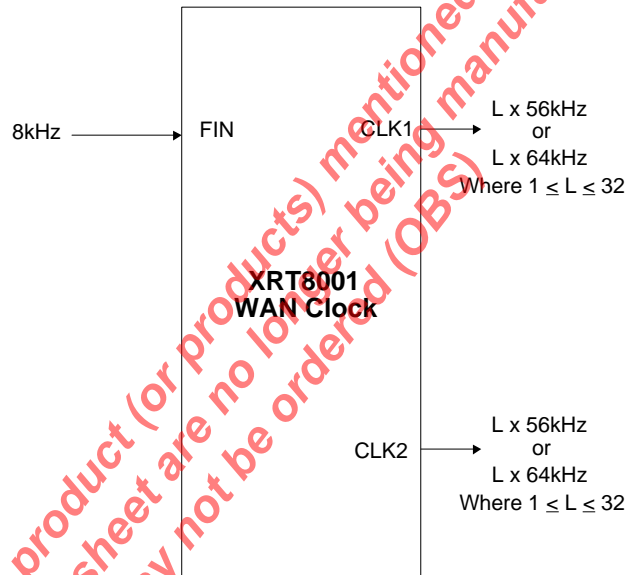 8kHz
FIN
CLK1
L x 56kHz
or
L x 64kHz
Where 1 ≤ L ≤ 32
XRT8001
WAN Clock
CLK2
L x 56kHz
or
L x 64kHz
Where 1 ≤ L ≤ 32
product (or products) mentioned
sheet are no longer being manuf
y not be ordered (OBS)